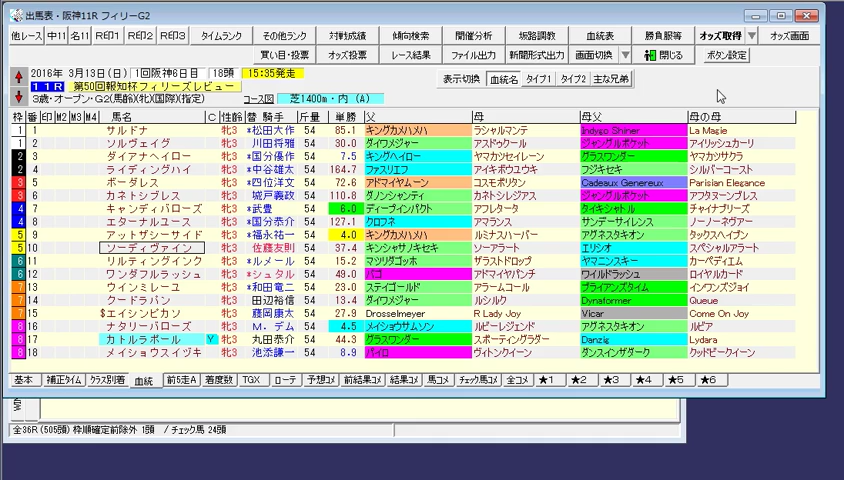 出馬表・阪神11R フィリーG2
他レース 中11 名11 R印1 R印2 R印3 タイムランク その他ランク 対戦成績 傾向検索 開催分析 坂路調教 血統表 勝負服等 オッズ取得 オッズ画面
買い目・投票 オッズ投票 レース結果 ファイル出力 新聞形式出力 画面切換 閉じる ボタン設定
2016年 3月13日(日) 1回阪神6日目 18頭 15:35発走
11R 第50回報知杯フィリーズレビュー
3歳・オープン・G2(馬齢)(牝)(国際)(指定) コース図 芝1400m・内 (A)
表示切換 血統名 タイプ1 タイプ2 主な兄弟
枠 番 印 M2 M3 M4 馬名 C 性齢 替 騎手 斤量 単勝 父 母 母父 母の母
1 1 サルドナ 牝3 *松田大作 54 85.1 キングカメハメハ ラシルマンテ Indygo Shiner La Magie
1 2 ソルヴェイグ 牝3 川田将雅 54 30.0 ダイワメジャー アスドゥクール ジャングルポケット アイリッシュカーリ
2 3 ダイアナヘイロー 牝3 *国分優作 54 7.5 キングヘイロー ヤマカツセイレーン グラスワンダー ヤマカツサクラ
2 4 ライディングハイ 牝3 *中谷雄太 54 164.7 ファスリエフ アイキボウユウキ フジキセキ シルバーコースト
3 5 ボーダレス 牝3 *四位洋文 54 72.6 アドマイヤムーン コスモポリタン Cadeaux Genereux Parisian Elegance
3 6 カネトシブレス 牝3 城戸義政 54 110.8 ダノンシャンティ カネトシレジアス ジャングルポケット アフタヌーンブレス
4 7 キャンディバローズ 牝3 *武豊 54 6.0 ディープインパクト アフレタータ タイキシャトル チャイナブリーズ
4 8 エターナルユース 牝3 *国分恭介 54 127.1 クロフネ アマランス サンデーサイレンス ノーノーネヴァー
5 9 アットザシーサイド 牝3 *福永祐一 54 4.0 キングカメハメハ ルミナスハーバー アグネスタキオン タックスヘイブン
5 10 ソーディヴァイン 牝3 佐藤友則 54 37.4 キンシャサノキセキ ソーアラート エリシオ スペシャルアラート
6 11 リルティングインク 牝3 *ルメール 54 15.2 マツリダゴッホ ザラストドロップ ヤマニンスキー カーペディエム
6 12 ワンダフルラッシュ 牝3 *シュタル 54 49.0 バゴ アドマイヤパンチ ワイルドラッシュ ロイヤルカード
7 13 ウインミレーユ 牝3 *和田竜二 54 23.0 ステイゴールド アラームコール ブライアンズタイム インワンズジョイ
7 14 クードラパン 牝3 田辺裕信 54 13.4 ダイワメジャー ルシルク Dynaformer Queue
7 15 $エイシンピカソ 牝3 藤岡康太 54 27.9 Drosselmeyer R Lady Joy Vicar Come On Joy
8 16 ナタリーバローズ 牝3 M.デム 54 4.5 メイショウサムソン ルビーレジェンド アグネスタキオン ルビア
8 17 カトルラポール Y 牝3 丸田恭介 54 44.3 グラスワンダー スポーティングラダー Danzig Lydara
8 18 メイショウスイヅキ 牝3 池添謙一 54 8.9 パイロ ヴィトンクイーン ダンスインザダーク クッドビークイーン
基本 補正タイム クラス別着 血統 前5走A 着度数 TGX ローテ 予想コメ 前結果コメ 結果コメ 馬コメ チェック馬コメ 全コメ ★1 ★2 ★3 ★4 ★5 ★6
全36R (505頭) 枠順確定前除外 1頭 / チェック馬 24頭